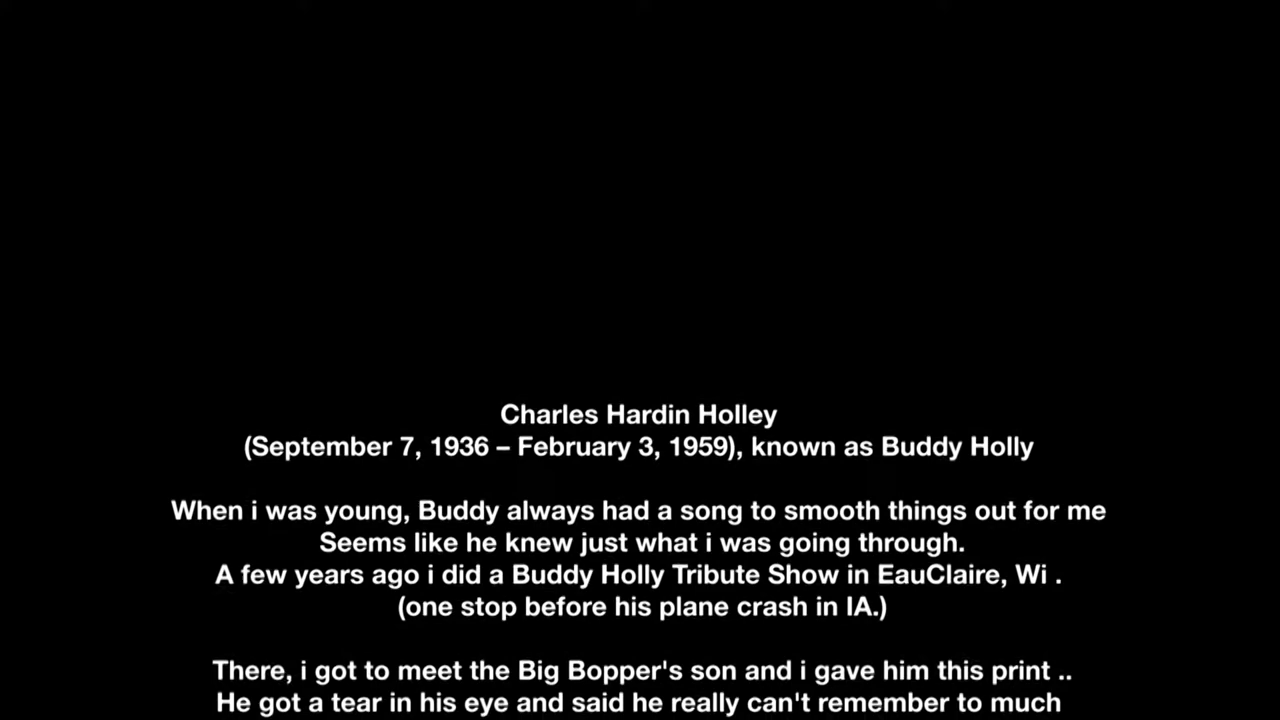 Charles Hardin Holley
(September 7, 1936 – February 3, 1959), known as Buddy Holly
When i was young, Buddy always had a song to smooth things out for me
Seems like he knew just what i was going through.
A few years ago i did a Buddy Holly Tribute Show in EauClaire, Wi .
(one stop before his plane crash in IA.)
There, i got to meet the Big Bopper's son and i gave him this print ..
He got a tear in his eye and said he really can't remember to much